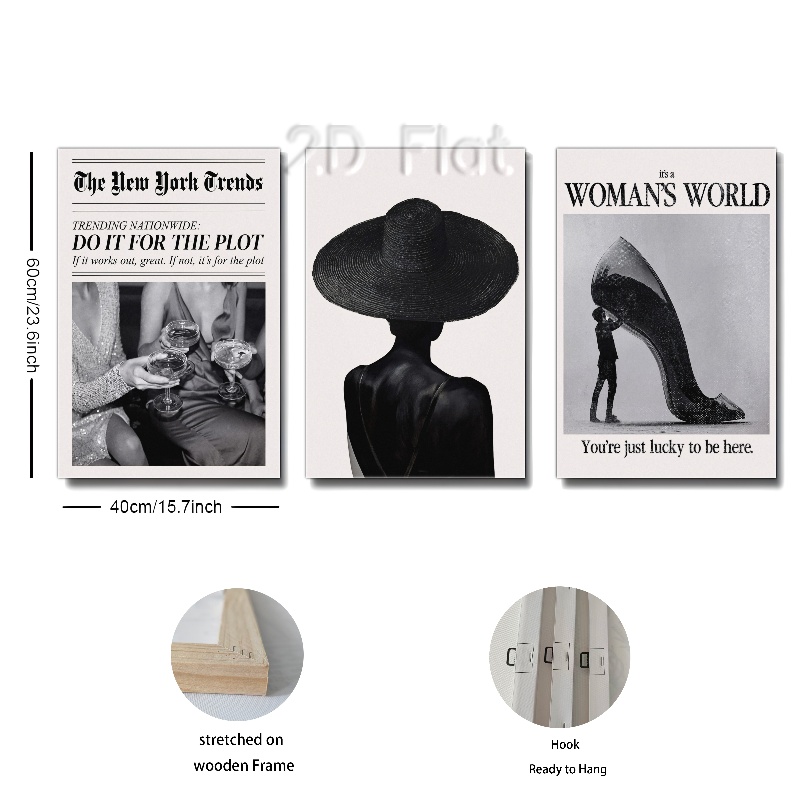 2D Flat
The New York Trends
TRENDING NATIONWIDE:
DO IT FOR THE PLOT
If it works out, great. If not, it's for the plot
it's a
WOMAN'S WORLD
You're just lucky to be here.
60cm/23.6inch
40cm/15.7inch
stretched on
wooden Frame
Hook
Ready to Hang